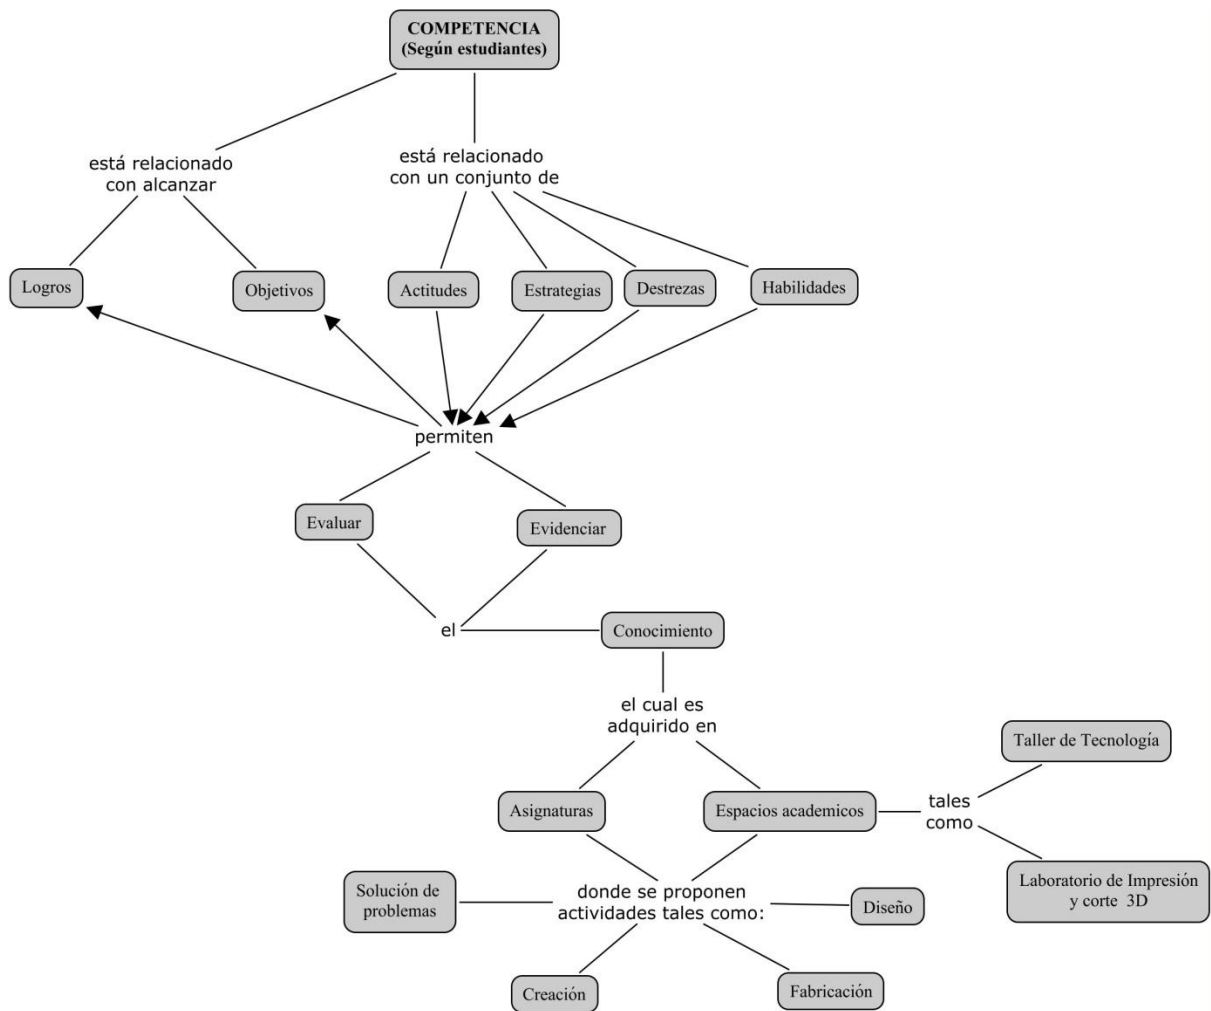 COMPETENCIA
(Según estudiantes)
está relacionado
con alcanzar
está relacionado
con un conjunto de
Logros
Objetivos
Actitudes
Estrategias
Destrezas
Habilidades
permiten
Evaluar
Evidenciar
el
Conocimiento
el cual es
adquirido en
Taller de Tecnología
Asignaturas
Espacios academicos
tales
como
Laboratorio de Impresión
y corte 3D
Solución de
problemas
donde se proponen
actividades tales como:
Diseño
Creación
Fabricación